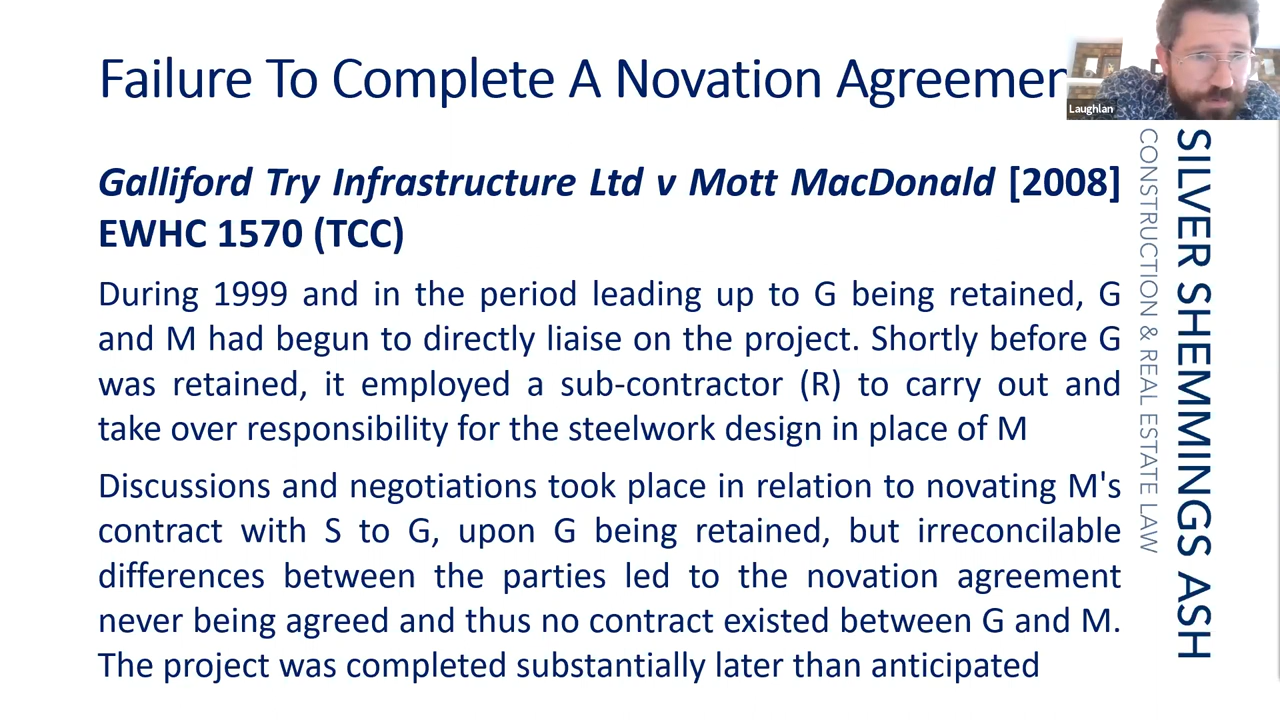 Failure To Complete A Novation Agreemen
Laughlan
Galliford Try Infrastructure Ltd v Mott MacDonald [2008]
EWHC 1570 (TCC)
During 1999 and in the period leading up to G being retained, G
and M had begun to directly liaise on the project. Shortly before G
was retained, it employed a sub-contractor (R) to carry out and
take over responsibility for the steelwork design in place of M
Discussions and negotiations took place in relation to novating M's
contract with S to G, upon G being retained, but irreconcilable
differences between the parties led to the novation agreement
never being agreed and thus no contract existed between G and M.
The project was completed substantially later than anticipated
SILVER SHEMMINGS ASH
CONSTRUCTION & REAL ESTATE LAW